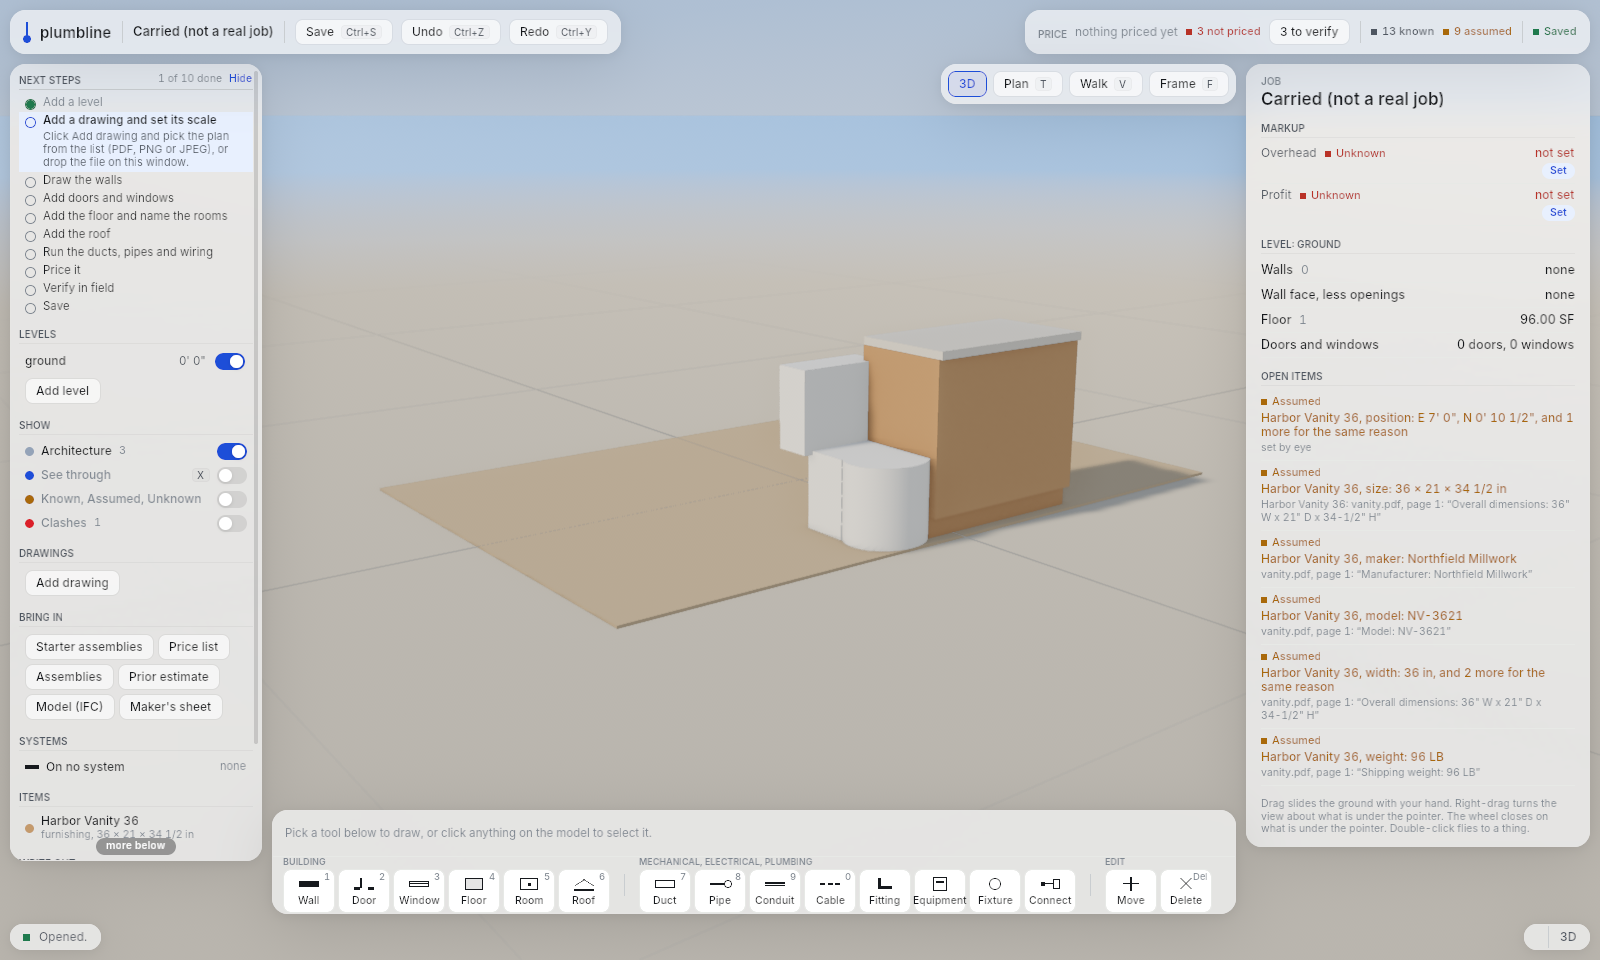 plumbline
Carried (not a real job)
Save Ctrl+S
Undo Ctrl+Z
Redo Ctrl+Y
PRICE nothing priced yet
3 not priced
3 to verify
13 known
9 assumed
Saved
NEXT STEPS
1 of 10 done Hide
Add a level
Add a drawing and set its scale
Click Add drawing and pick the plan
from the list (PDF, PNG or JPEG), or
drop the file on this window.
Draw the walls
Add doors and windows
Add the floor and name the rooms
Add the roof
Run the ducts, pipes and wiring
Price it
Verify in field
Save
LEVELS
ground 0' 0"
Add level
SHOW
Architecture 3
See through X
Known, Assumed, Unknown
Clashes 1
DRAWINGS
Add drawing
BRING IN
Starter assemblies Price list
Assemblies Prior estimate
Model (IFC) Maker's sheet
SYSTEMS
On no system none
ITEMS
Harbor Vanity 36
furnishing, 36 × 21 × 34 1/2 in
more below
3D
Plan T
Walk V
Frame F
JOB
Carried (not a real job)
MARKUP
Overhead Unknown not set
Set
Profit Unknown not set
Set
LEVEL: GROUND
Walls 0 none
Wall face, less openings none
Floor 1 96.00 SF
Doors and windows 0 doors, 0 windows
OPEN ITEMS
Assumed
Harbor Vanity 36, position: E 7' 0", N 0' 10 1/2", and 1
more for the same reason
set by eye
Assumed
Harbor Vanity 36, size: 36 × 21 × 34 1/2 in
Harbor Vanity 36: vanity.pdf, page 1: “Overall dimensions: 36"
W x 21" D x 34-1/2" H”
Assumed
Harbor Vanity 36, maker: Northfield Millwork
vanity.pdf, page 1: “Manufacturer: Northfield Millwork”
Assumed
Harbor Vanity 36, model: NV-3621
vanity.pdf, page 1: “Model: NV-3621”
Assumed
Harbor Vanity 36, width: 36 in, and 2 more for the
same reason
vanity.pdf, page 1: “Overall dimensions: 36" W x 21" D x
34-1/2" H”
Assumed
Harbor Vanity 36, weight: 96 LB
vanity.pdf, page 1: “Shipping weight: 96 LB”
Drag slides the ground with your hand. Right-drag turns the
view about what is under the pointer. The wheel closes on
what is under the pointer. Double-click flies to a thing.
Pick a tool below to draw, or click anything on the model to select it.
BUILDING
1 Wall
2 Door
3 Window
4 Floor
5 Room
6 Roof
MECHANICAL, ELECTRICAL, PLUMBING
7 Duct
8 Pipe
9 Conduit
0 Cable
Fitting
Equipment
Fixture
Connect
EDIT
Move
Del Delete
Opened.
3D